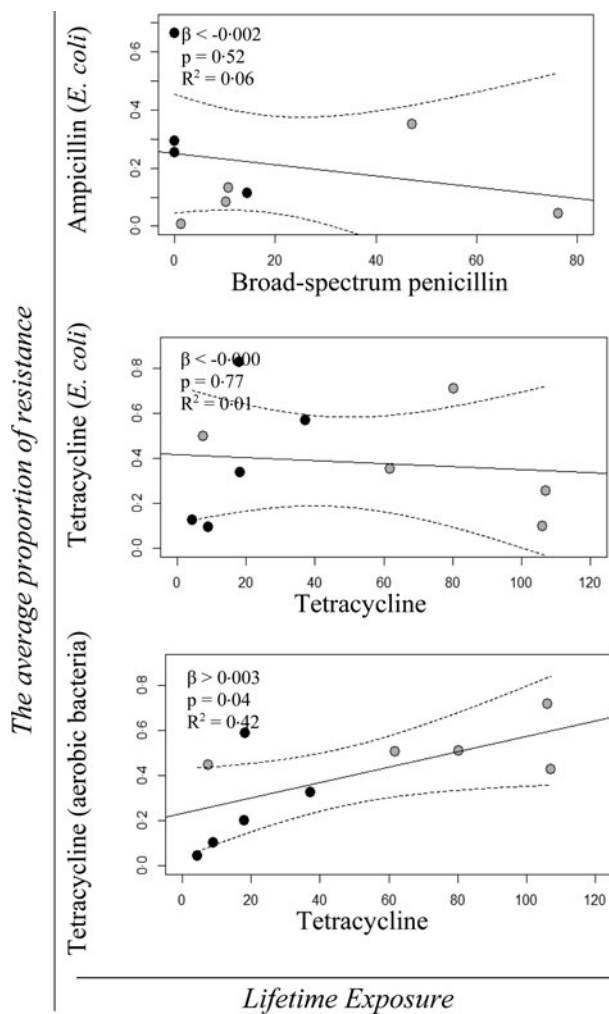 The average proportion of resistance
Ampicillin (E. coli)
0·0 0·2 0·4 0·6
β < -0·002
p = 0·52
R² = 0·06
0 20 40 60 80
Broad-spectrum penicillin
Tetracycline (E. coli)
0·0 0·2 0·4 0·6 0·8
β < -0·000
p = 0·77
R² = 0·01
0 20 40 60 80 100 120
Tetracycline
Tetracycline (aerobic bacteria)
0·0 0·2 0·4 0·6 0·8
β > 0·003
p = 0·04
R² = 0·42
0 20 40 60 80 100 120
Tetracycline
Lifetime Exposure